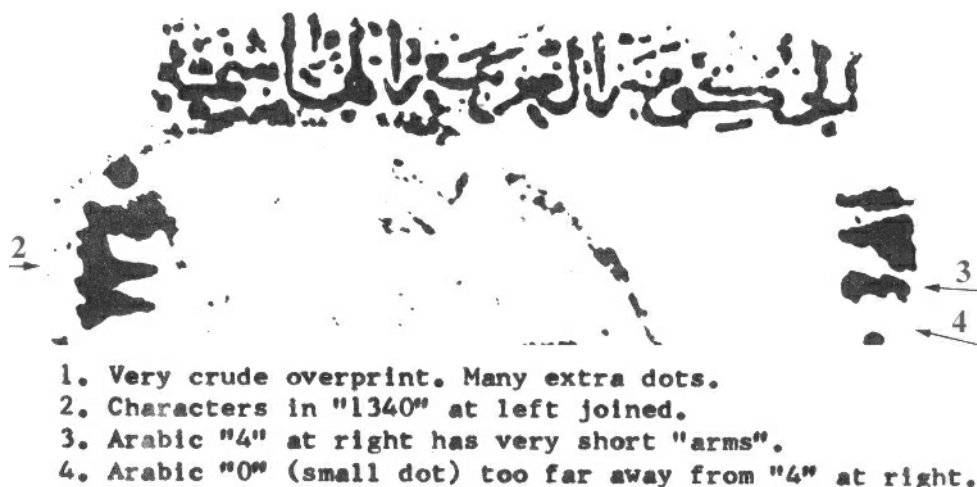 الحكومة العربية الهاشمية
2
3
4
1. Very crude overprint. Many extra dots.
2. Characters in "1340" at left joined.
3. Arabic "4" at right has very short "arms".
4. Arabic "0" (small dot) too far away from "4" at right.